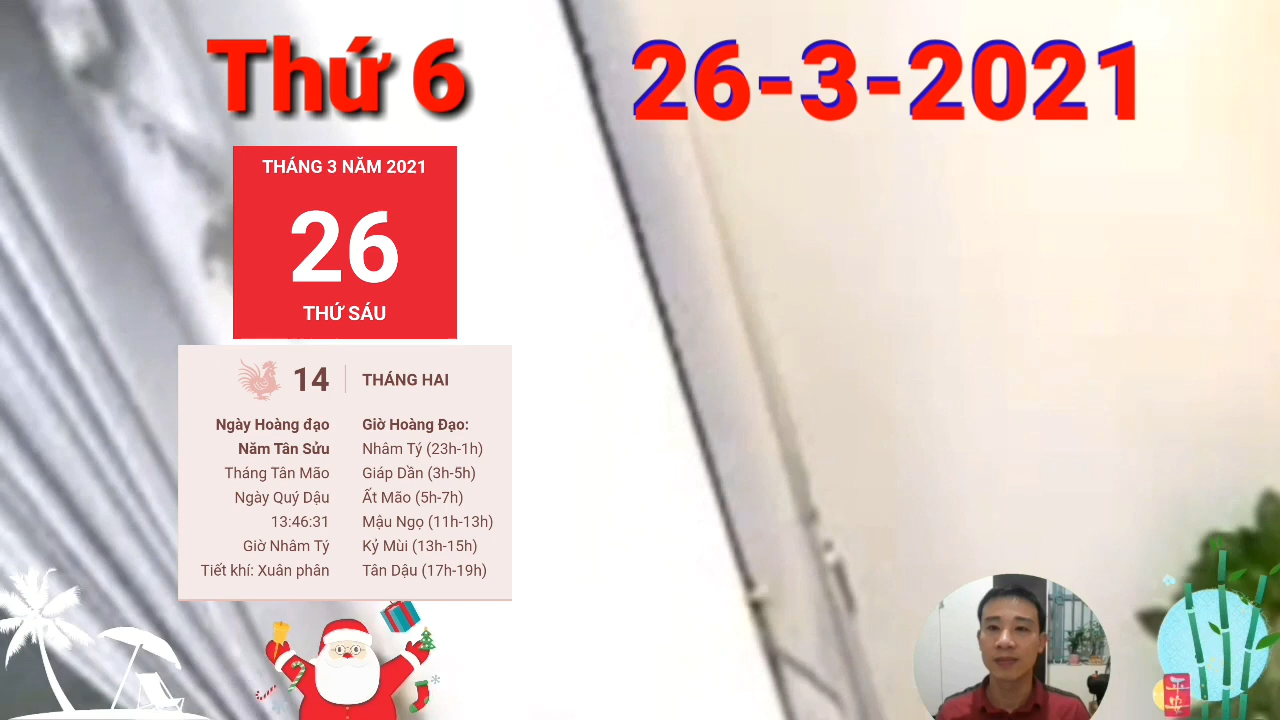 Thứ 6
26-3-2021
THÁNG 3 NĂM 2021
26
THỨ SÁU
14
THÁNG HAI
Ngày Hoàng đạo
Năm Tân Sửu
Tháng Tân Mão
Ngày Quý Dậu
13:46:31
Giờ Nhâm Tý
Tiết khí: Xuân phân
Giờ Hoàng Đạo:
Nhâm Tý (23h-1h)
Giáp Dần (3h-5h)
Ất Mão (5h-7h)
Mậu Ngọ (11h-13h)
Kỷ Mùi (13h-15h)
Tân Dậu (17h-19h)